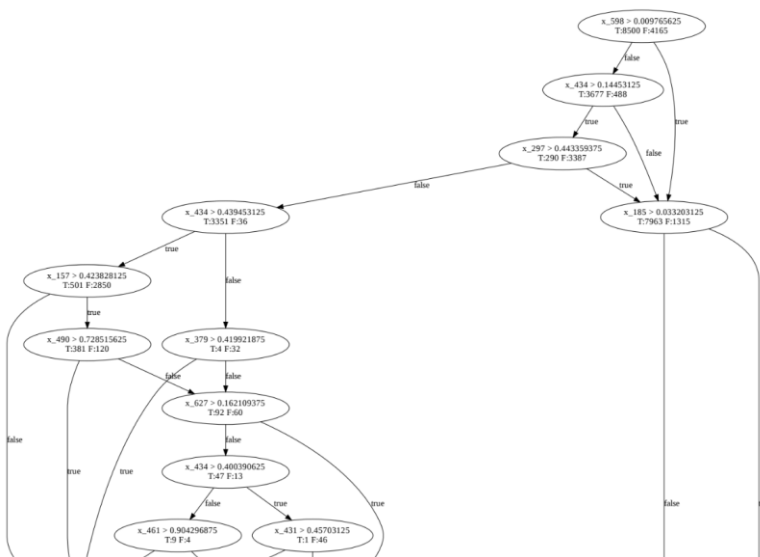 x_598 > 0.009765625
T:8500 F:4165
false
x_434 > 0.14453125
T:3677 F:488
true
true
false
x_297 > 0.443359375
T:290 F:3387
false
true
x_434 > 0.439453125
T:3351 F:36
x_185 > 0.033203125
T:7963 F:1315
true
x_157 > 0.423828125
T:501 F:2850
false
true
x_490 > 0.728515625
T:381 F:120
x_379 > 0.419921875
T:4 F:32
false
false
x_627 > 0.162109375
T:92 F:60
false
false
true
true
x_434 > 0.400390625
T:47 F:13
false
true
true
false
x_461 > 0.904296875
T:9 F:4
x_431 > 0.45703125
T:1 F:46